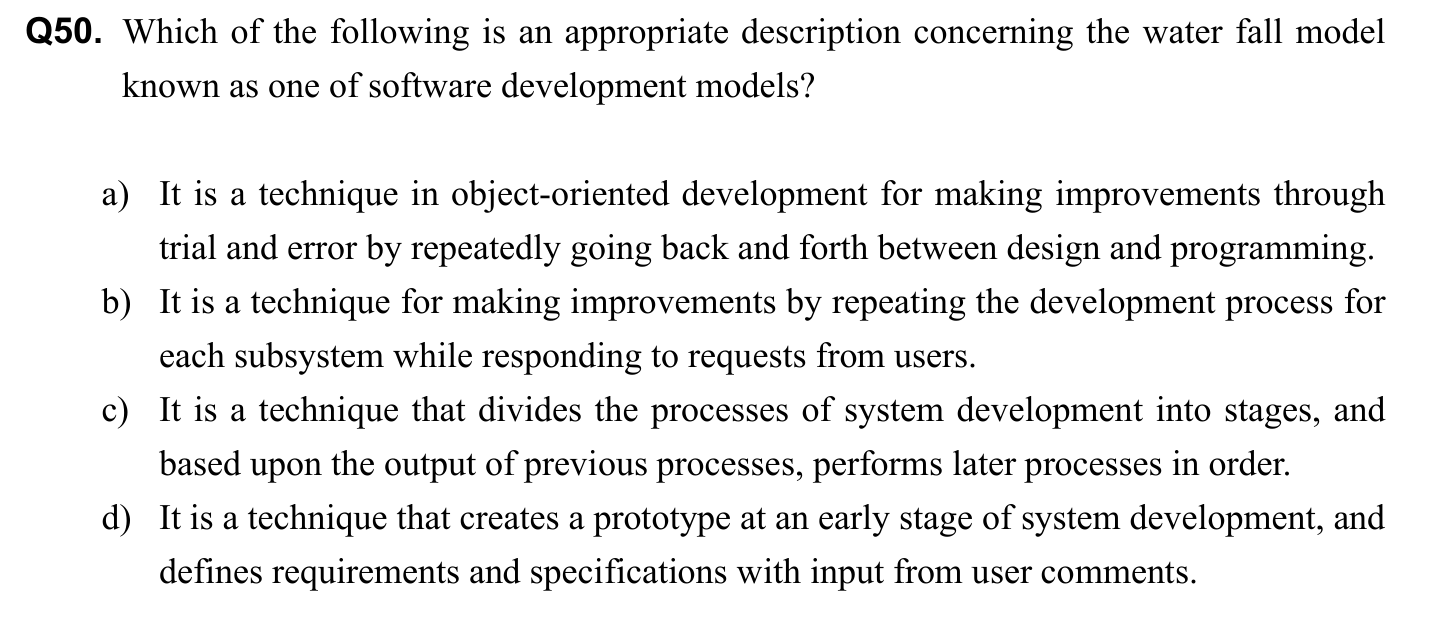 Q50. Which of the following is an appropriate description concerning the water fall model
known as one of software development models?
a) It is a technique in object-oriented development for making improvements through
trial and error by repeatedly going back and forth between design and programming.
b) It is a technique for making improvements by repeating the development process for
each subsystem while responding to requests from users.
c) It is a technique that divides the processes of system development into stages, and
based upon the output of previous processes, performs later processes in order.
d) It is a technique that creates a prototype at an early stage of system development, and
defines requirements and specifications with input from user comments.